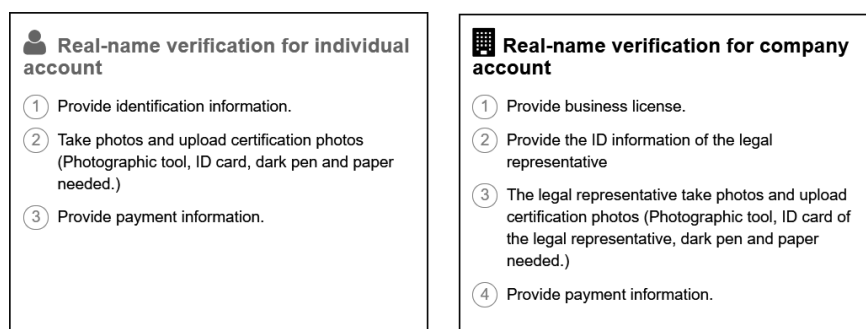 Real-name verification for individual
account
1 Provide identification information.
2 Take photos and upload certification photos
(Photographic tool, ID card, dark pen and paper
needed.)
3 Provide payment information.
Real-name verification for company
account
1 Provide business license.
2 Provide the ID information of the legal
representative
3 The legal representative take photos and upload
certification photos (Photographic tool, ID card of
the legal representative, dark pen and paper
needed.)
4 Provide payment information.